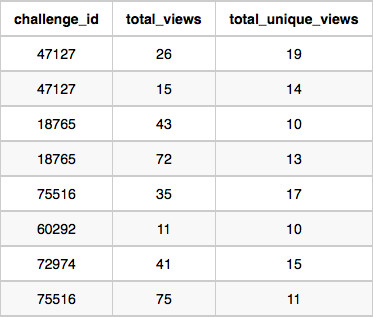 challenge_id total_views total_unique_views
47127 26 19
47127 15 14
18765 43 10
18765 72 13
75516 35 17
60292 11 10
72974 41 15
75516 75 11